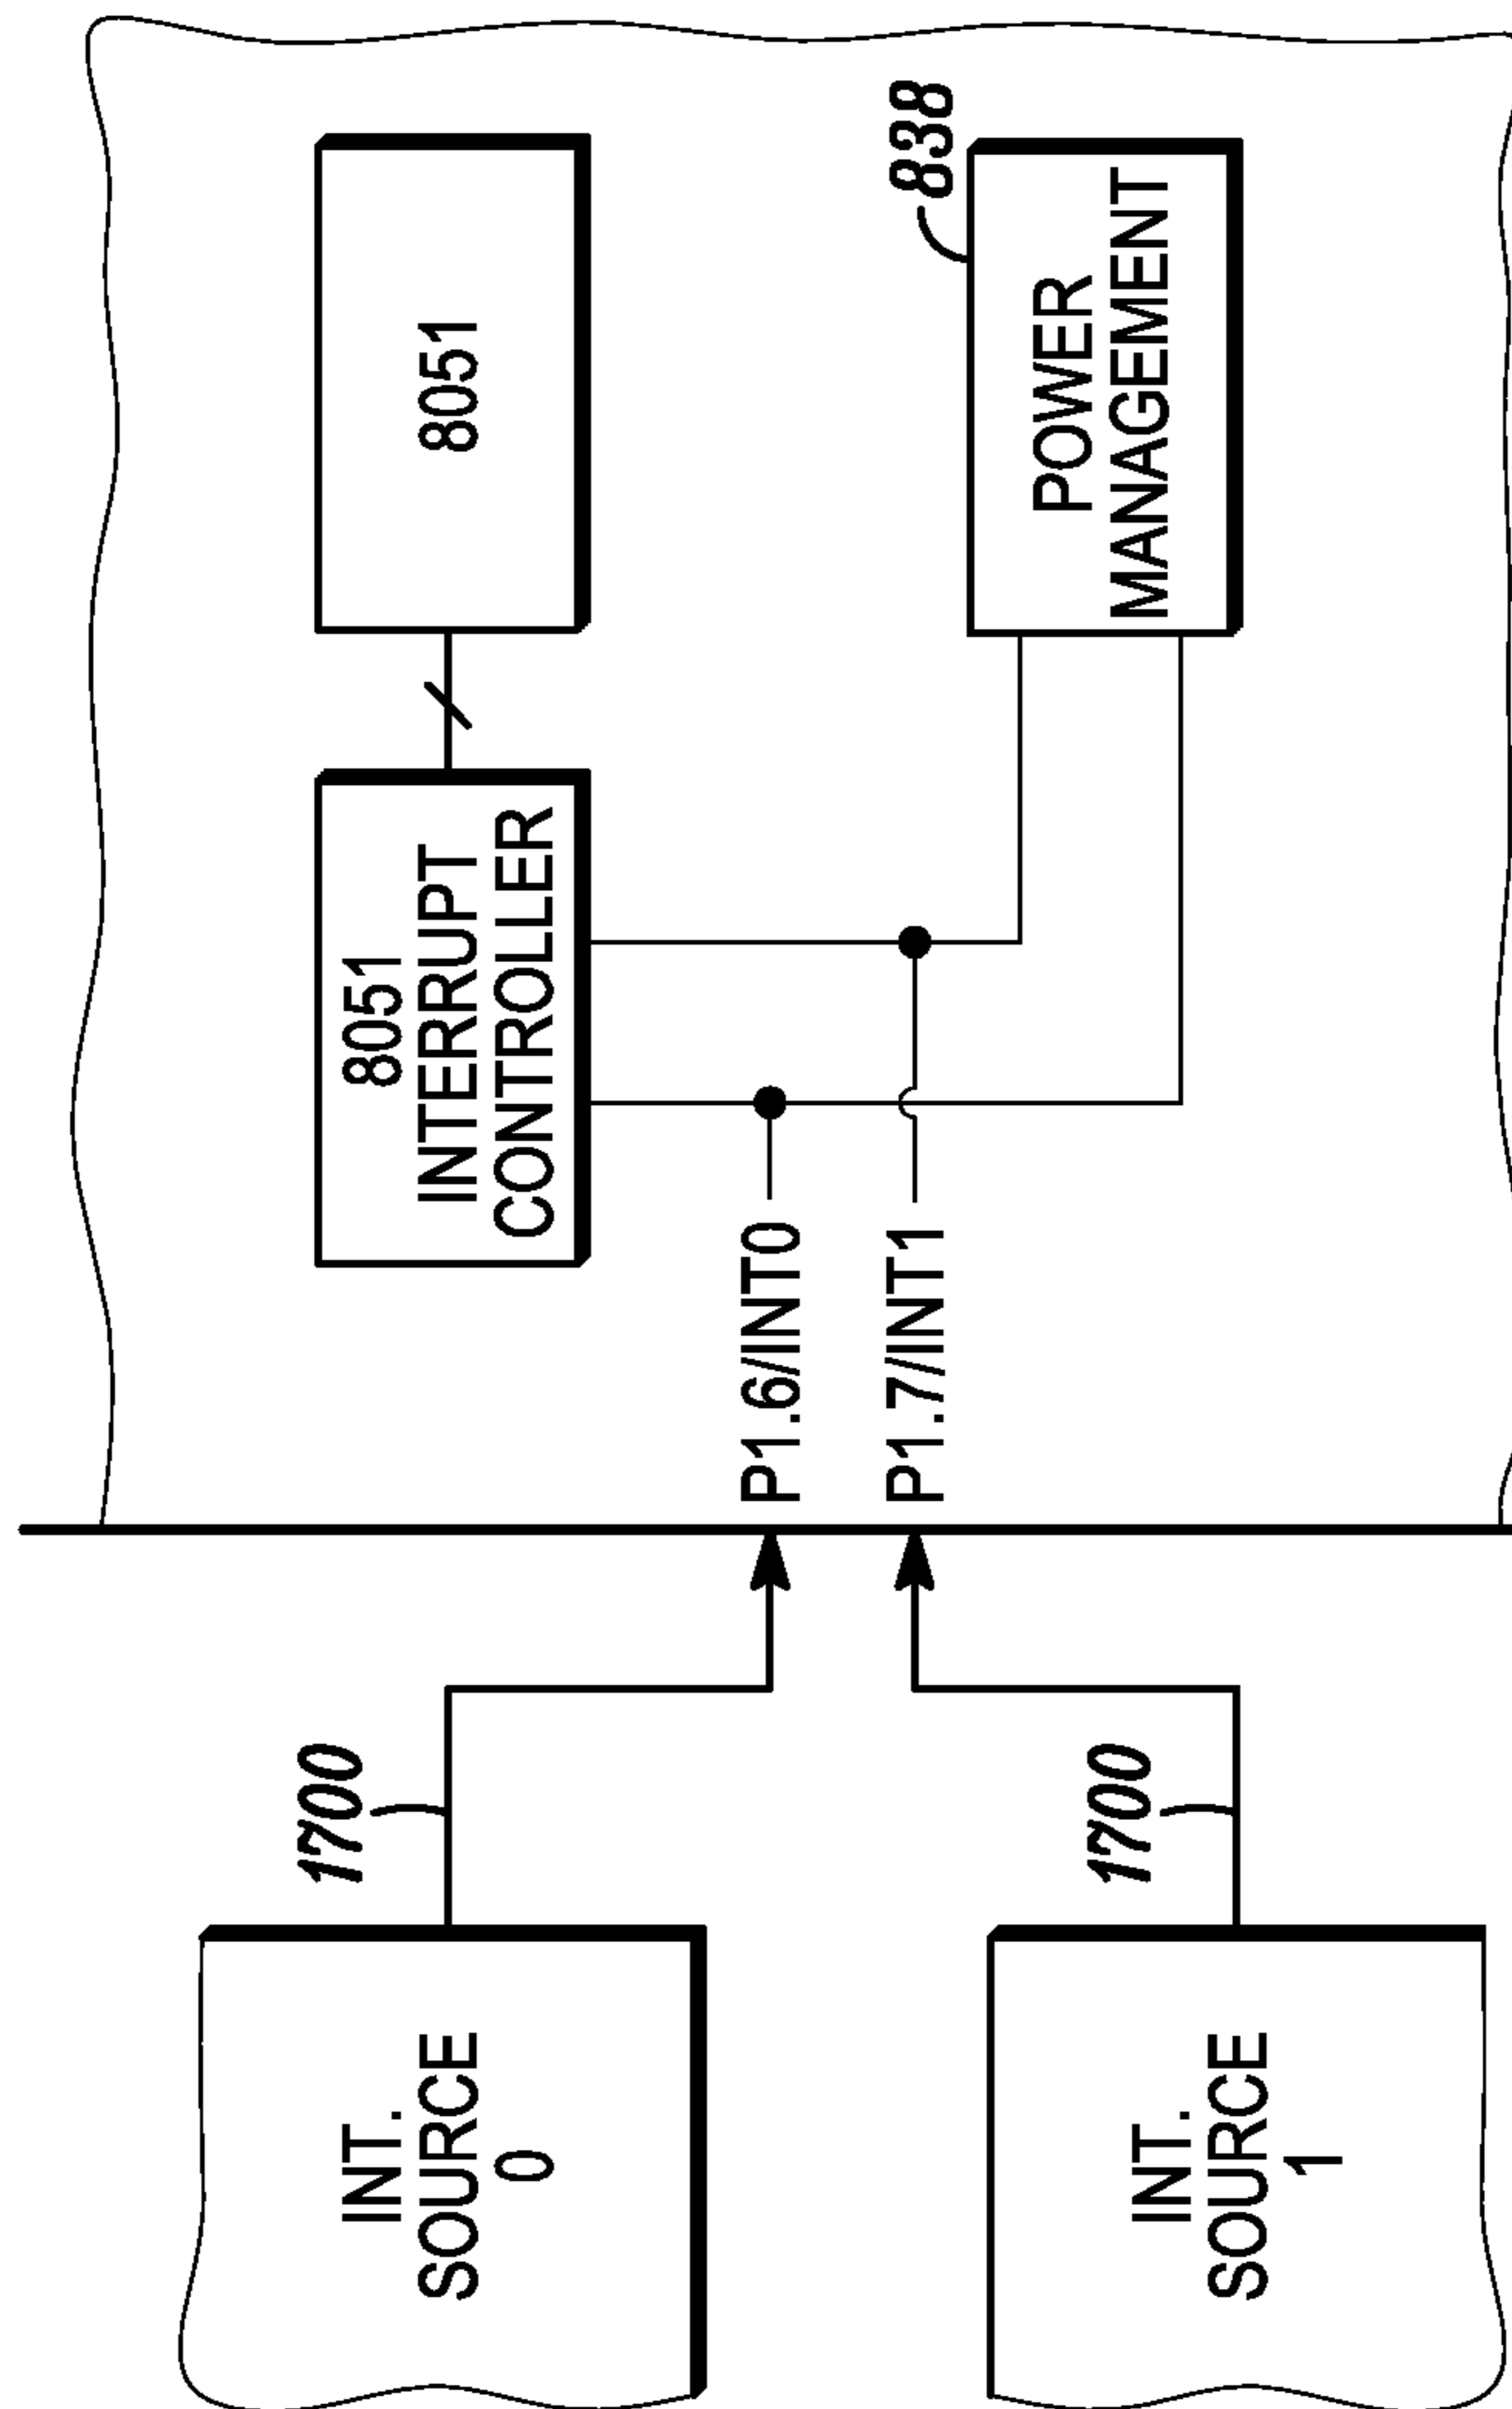 INT.
SOURCE
0
1700
INT.
SOURCE
1
1700
P1.6/INT0
P1.7/INT1
8051
INTERRUPT
CONTROLLER
8051
838
POWER
MANAGEMENT